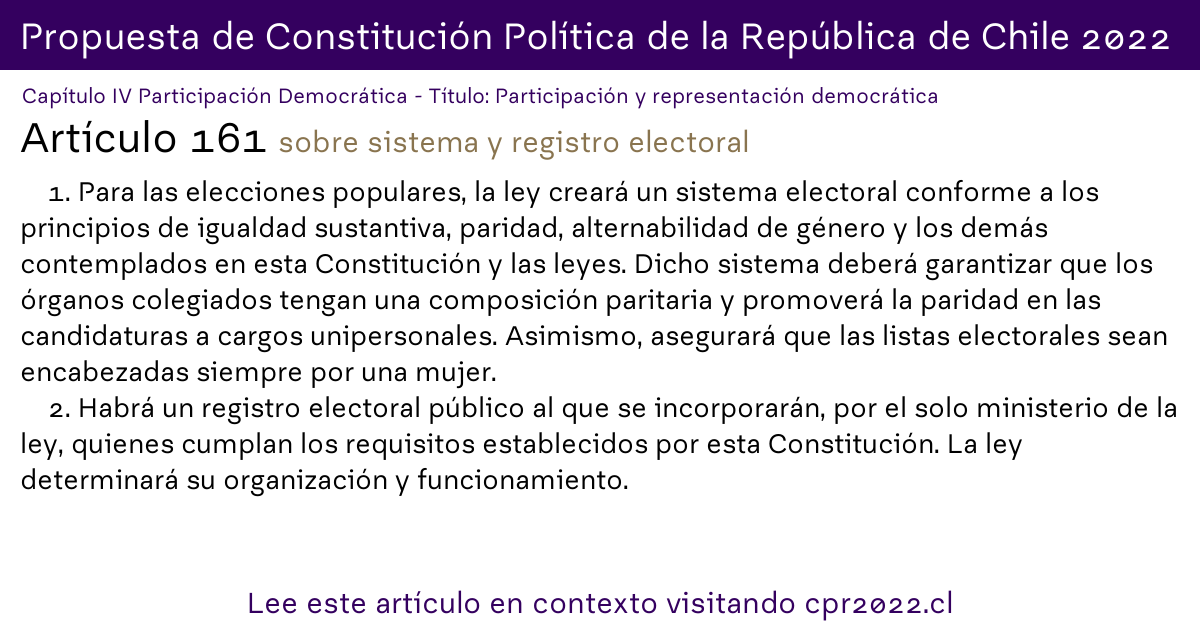 Propuesta de Constitución Política de la República de Chile 2022
Capítulo IV Participación Democrática - Título: Participación y representación democrática
Artículo 161 sobre sistema y registro electoral
1. Para las elecciones populares, la ley creará un sistema electoral conforme a los
principios de igualdad sustantiva, paridad, alternabilidad de género y los demás
contemplados en esta Constitución y las leyes. Dicho sistema deberá garantizar que los
órganos colegiados tengan una composición paritaria y promoverá la paridad en las
candidaturas a cargos unipersonales. Asimismo, asegurará que las listas electorales sean
encabezadas siempre por una mujer.
2. Habrá un registro electoral público al que se incorporarán, por el solo ministerio de la
ley, quienes cumplan los requisitos establecidos por esta Constitución. La ley
determinará su organización y funcionamiento.
Lee este artículo en contexto visitando cpr2022.cl